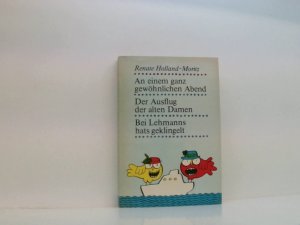 Renate Holland-Moritz
An einem ganz
gewöhnlichen Abend
Der Ausflug
der alten Damen
Bei Lehmanns
hats geklingelt